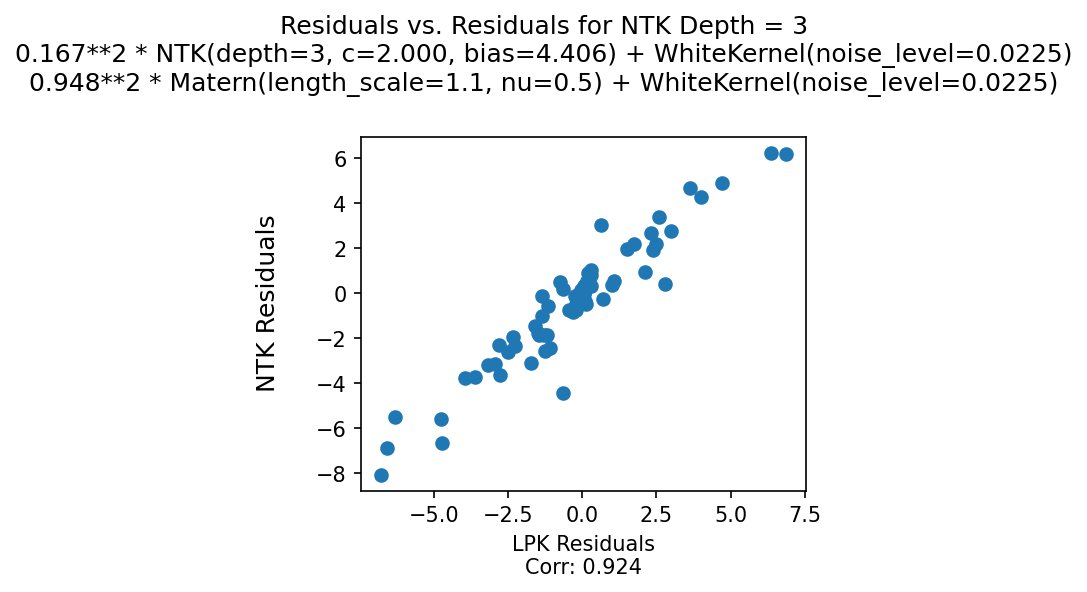 Residuals vs. Residuals for NTK Depth = 3
0.167**2 * NTK(depth=3, c=2.000, bias=4.406) + WhiteKernel(noise_level=0.0225)
0.948**2 * Matern(length_scale=1.1, nu=0.5) + WhiteKernel(noise_level=0.0225)
NTK Residuals
6
4
2
0
−2
−4
−6
−8
−5.0 −2.5 0.0 2.5 5.0 7.5
LPK Residuals
Corr: 0.924